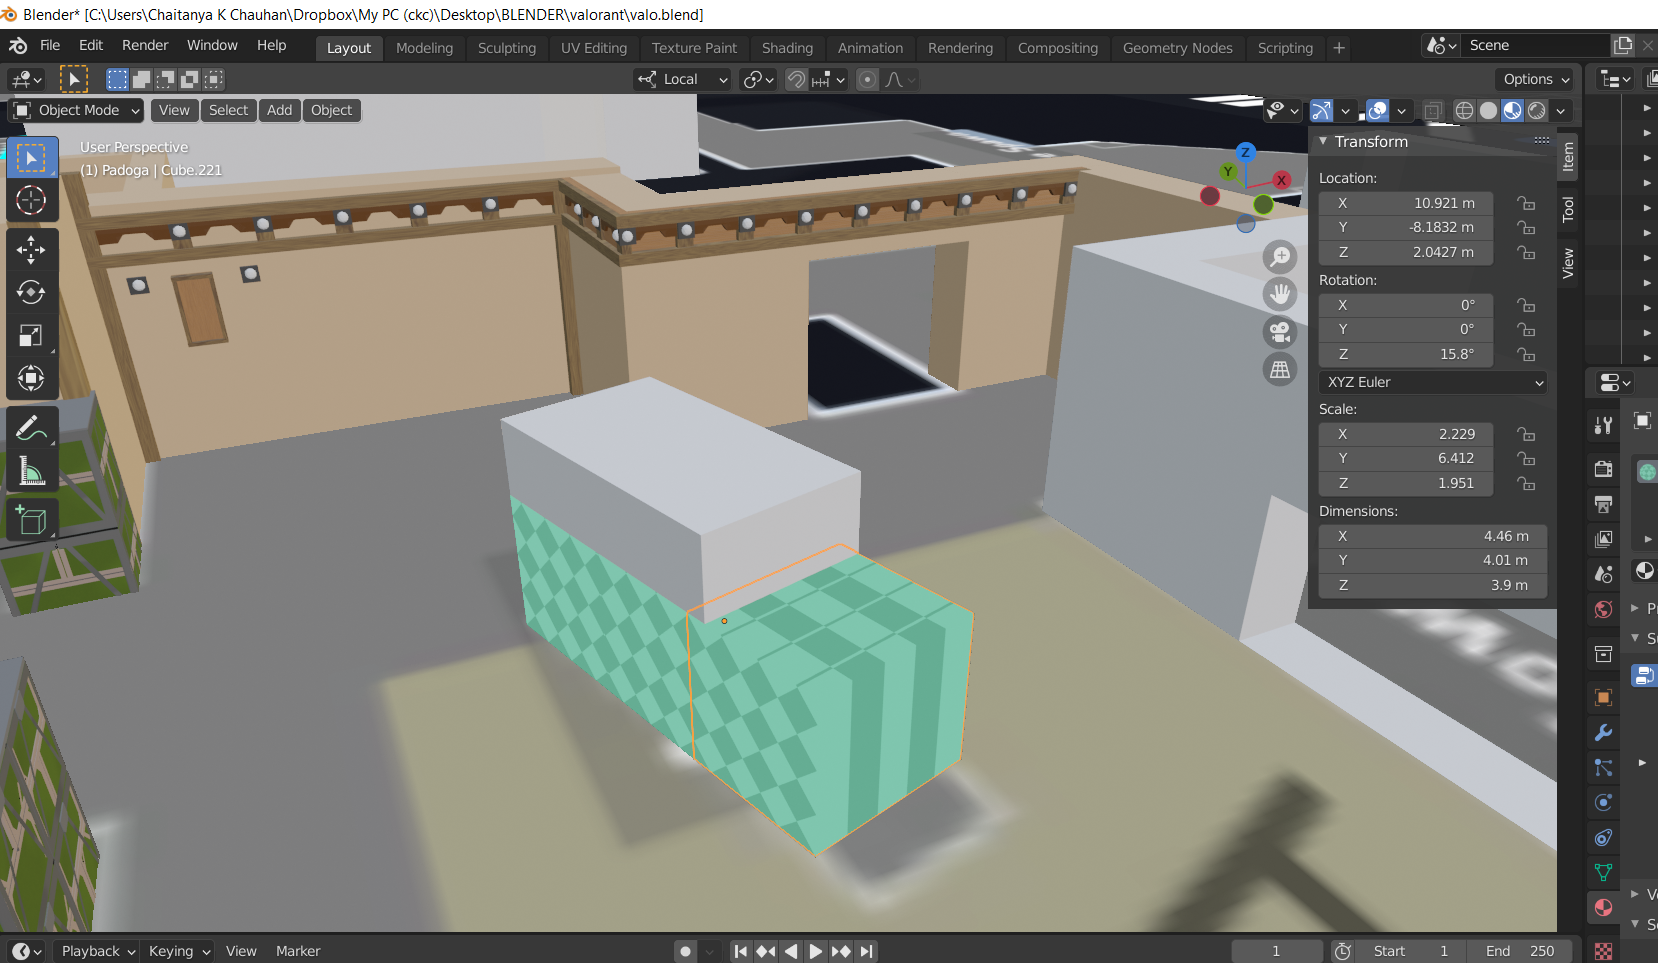 Blender* [C:\Users\Chaitanya K Chauhan\Dropbox\My PC (ckc)\Desktop\BLENDER\valorant\valo.blend]
File Edit Render Window Help Layout Modeling Sculpting UV Editing Texture Paint Shading Animation Rendering Compositing Geometry Nodes Scripting + Scene
Local Options
Object Mode View Select Add Object
User Perspective
(1) Padoga | Cube.221
Z
Y
X
Transform
Item
Tool
View
Location:
X 10.921 m
Y -8.1832 m
Z 2.0427 m
Rotation:
X 0°
Y 0°
Z 15.8°
XYZ Euler
Scale:
X 2.229
Y 6.412
Z 1.951
Dimensions:
X 4.46 m
Y 4.01 m
Z 3.9 m
Playback Keying View Marker 1 Start 1 End 250